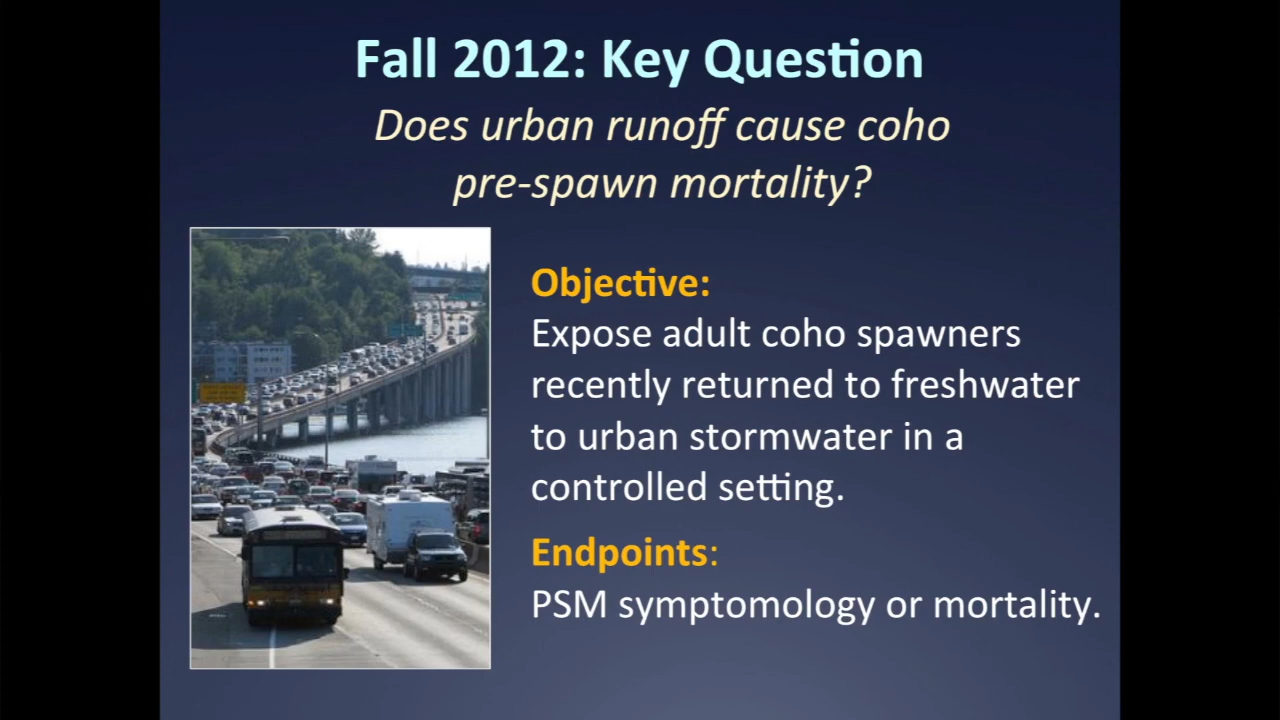 Fall 2012: Key Question
Does urban runoff cause coho
pre-spawn mortality?
Objective:
Expose adult coho spawners
recently returned to freshwater
to urban stormwater in a
controlled setting.
Endpoints:
PSM symptomology or mortality.